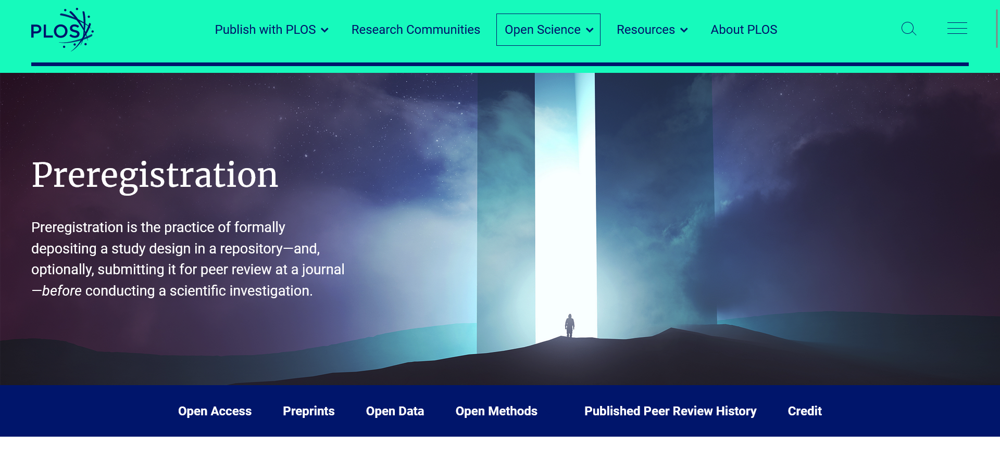 PLOS
Publish with PLOS
Research Communities
Open Science
Resources
About PLOS
Preregistration
Preregistration is the practice of formally
depositing a study design in a repository—and,
optionally, submitting it for peer review at a journal
—before conducting a scientific investigation.
Open Access
Preprints
Open Data
Open Methods
Published Peer Review History
Credit